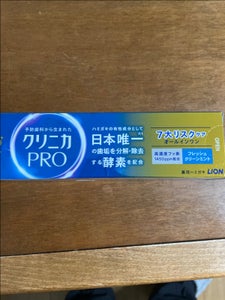 予防歯科から生まれた
クリニカ
PRO
ハミガキの有効成分として
日本唯一
の歯垢を分解・除去
する酵素を配合
7大リスクケア
オールインワン
高濃度フッ素
1450ppm配合
フレッシュ
クリーンミント
薬用ハミガキ LION
OPEN